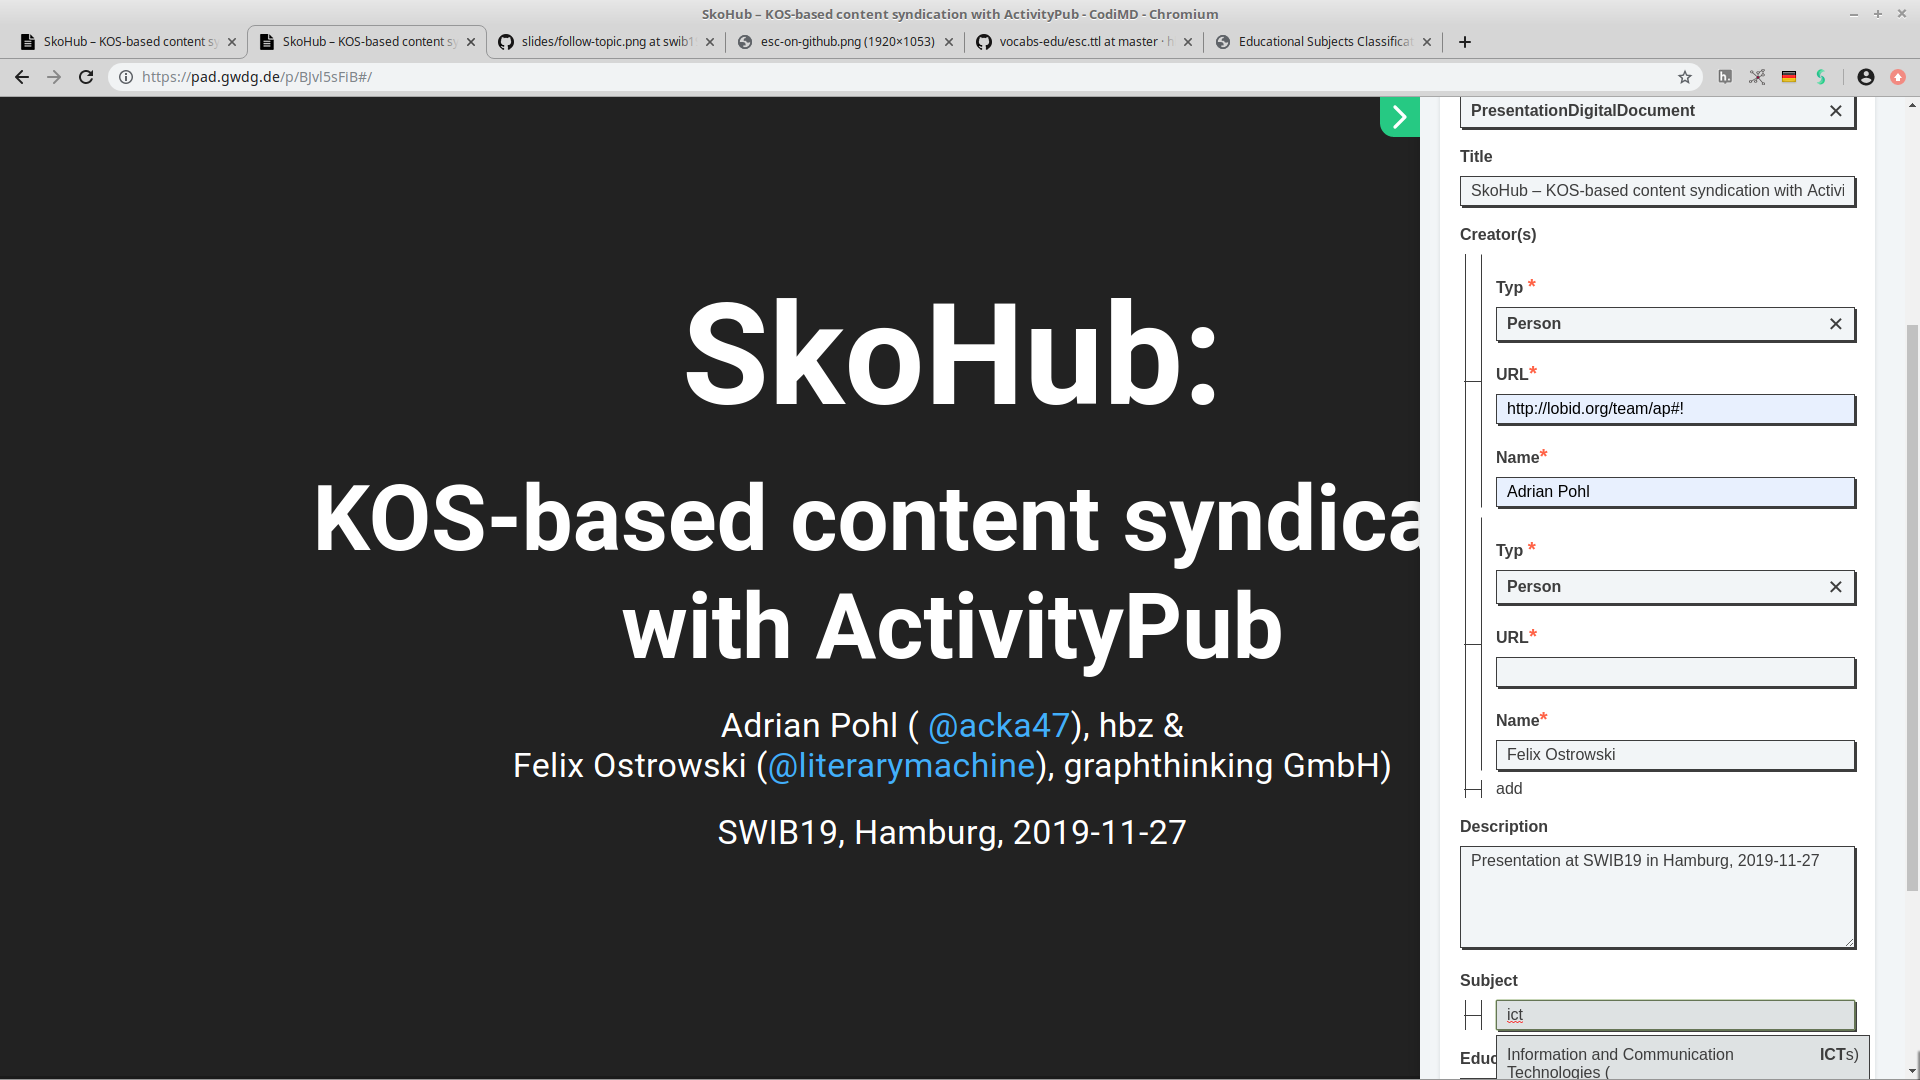 SkoHub – KOS-based content syndication with ActivityPub - CodiMD - Chromium
SkoHub – KOS-based content s
SkoHub – KOS-based content s
slides/follow-topic.png at swib1
esc-on-github.png (1920×1053)
vocabs-edu/esc.ttl at master · h
Educational Subjects Classificat
https://pad.gwdg.de/p/BJvl5sFiB#/
SkoHub:
KOS-based content syndica
with ActivityPub
Adrian Pohl ( @acka47), hbz &
Felix Ostrowski (@literarymachine), graphthinking GmbH)
SWIB19, Hamburg, 2019-11-27
PresentationDigitalDocument
Title
SkoHub – KOS-based content syndication with Activi
Creator(s)
Typ *
Person
URL*
http://lobid.org/team/ap#!
Name*
Adrian Pohl
Typ *
Person
URL*
Name*
Felix Ostrowski
add
Description
Presentation at SWIB19 in Hamburg, 2019-11-27
Subject
ict
Educ
Information and Communication ICTs)
Technologies (